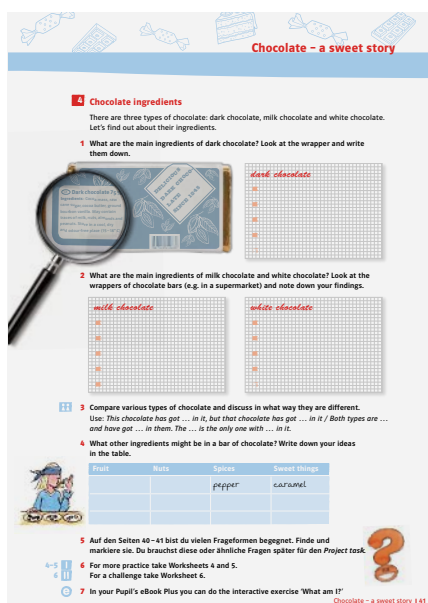 Chocolate – a sweet story
4 Chocolate ingredients
There are three types of chocolate: dark chocolate, milk chocolate and white chocolate.
Let's find out about their ingredients.
1 What are the main ingredients of dark chocolate? Look at the wrapper and write
them down.
Dark chocolate
DELICIOUS
DARK CHOCO-
LATE
SINCE
dark chocolate
2 What are the main ingredients of milk chocolate and white chocolate? Look at the
wrappers of chocolate bars (e.g. in a supermarket) and note down your findings.
milk chocolate
white chocolate
3 Compare various types of chocolate and discuss in what way they are different.
Use: This chocolate has got … in it, but that chocolate has got … in it / Both types are …
and have got … in them. The … is the only one with … in it.
4 What other ingredients might be in a bar of chocolate? Write down your ideas
in the table.
Fruit Nuts Spices Sweet things
pepper caramel
5 Auf den Seiten 40–41 bist du vielen Frageformen begegnet. Finde und
markiere sie. Du brauchst diese oder ähnliche Fragen später für den Project task.
4–5 6 For more practice take Worksheets 4 and 5.
6 For a challenge take Worksheet 6.
e 7 In your Pupil's eBook Plus you can do the interactive exercise 'What am I?'
Chocolate – a sweet story | 41